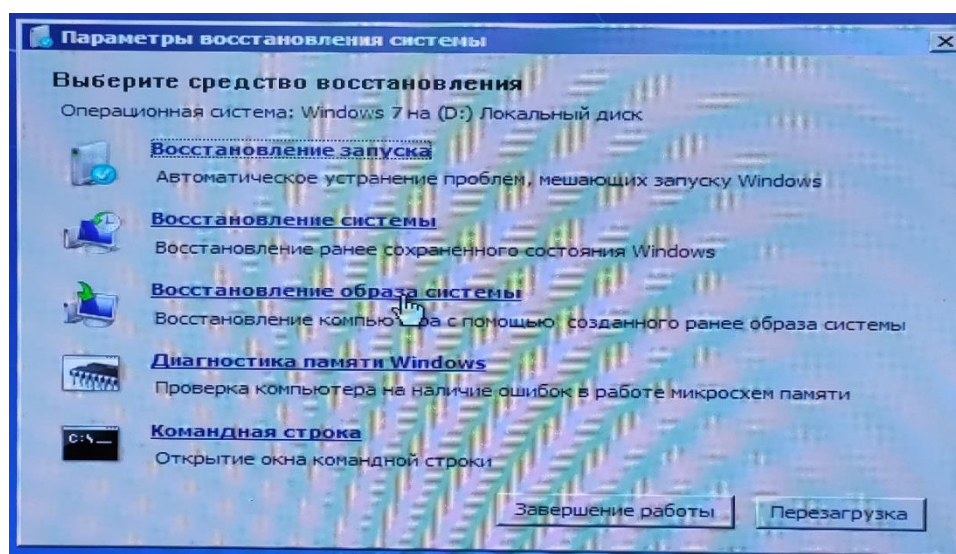 Параметры восстановления системы
Выберите средство восстановления
Операционная система: Windows 7 на (D:) Локальный диск
Восстановление запуска
Автоматическое устранение проблем, мешающих запуску Windows
Восстановление системы
Восстановление ранее сохраненного состояния Windows
Восстановление образа системы
Восстановление компьютера с помощью созданного ранее образа системы
Диагностика памяти Windows
Проверка компьютера на наличие ошибок в работе микросхем памяти
C:\_
Командная строка
Открытие окна командной строки
Завершение работы
Перезагрузка